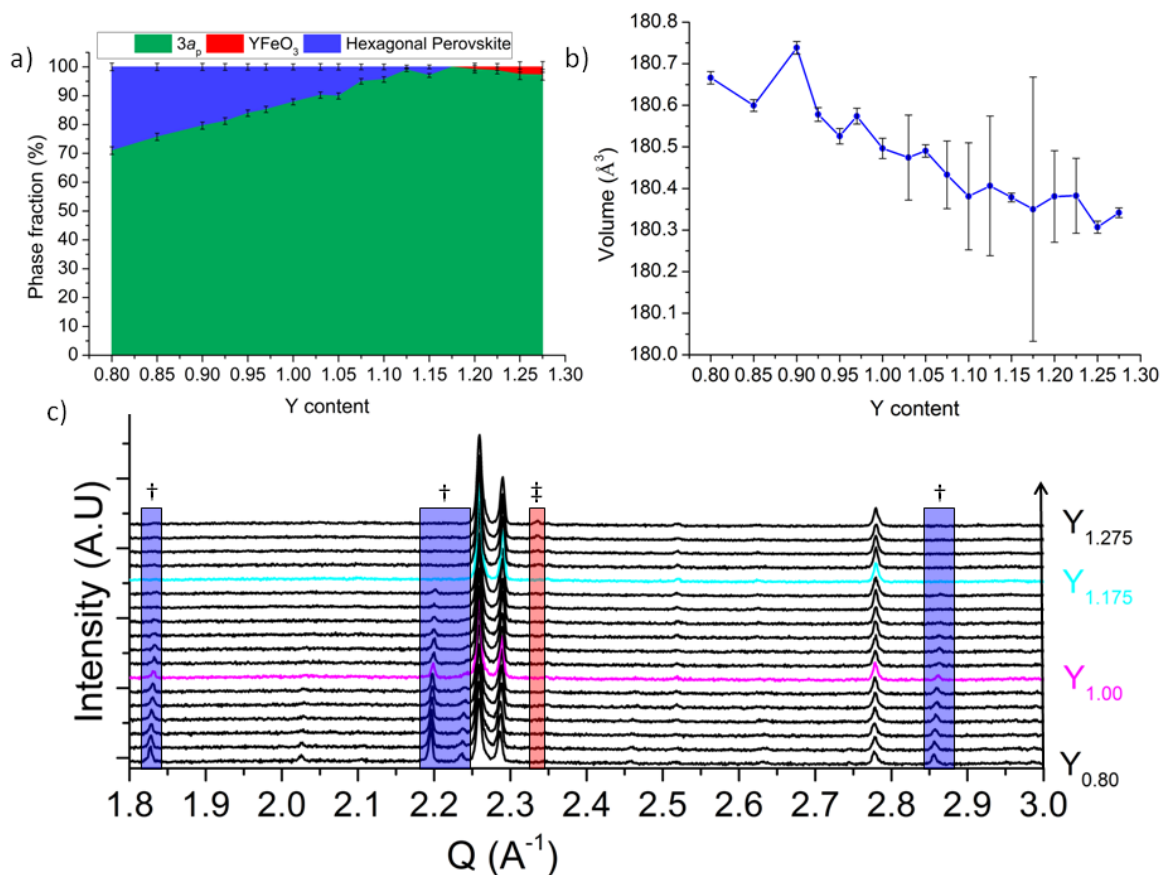 a)
3aₚ YFeO₃ Hexagonal Perovskite
100
90
80
70
60
50
40
30
20
10
0
Phase fraction (%)
0.80 0.85 0.90 0.95 1.00 1.05 1.10 1.15 1.20 1.25 1.30
Y content
b)
180.8
180.7
180.6
180.5
180.4
180.3
180.2
180.1
180.0
Volume (Å³)
0.80 0.85 0.90 0.95 1.00 1.05 1.10 1.15 1.20 1.25 1.30
Y content
c)
† † ‡ †
Intensity (A.U)
Y₁.₂₇₅
Y₁.₁₇₅
Y₁.₀₀
Y₀.₈₀
1.8 1.9 2.0 2.1 2.2 2.3 2.4 2.5 2.6 2.7 2.8 2.9 3.0
Q (A⁻¹)